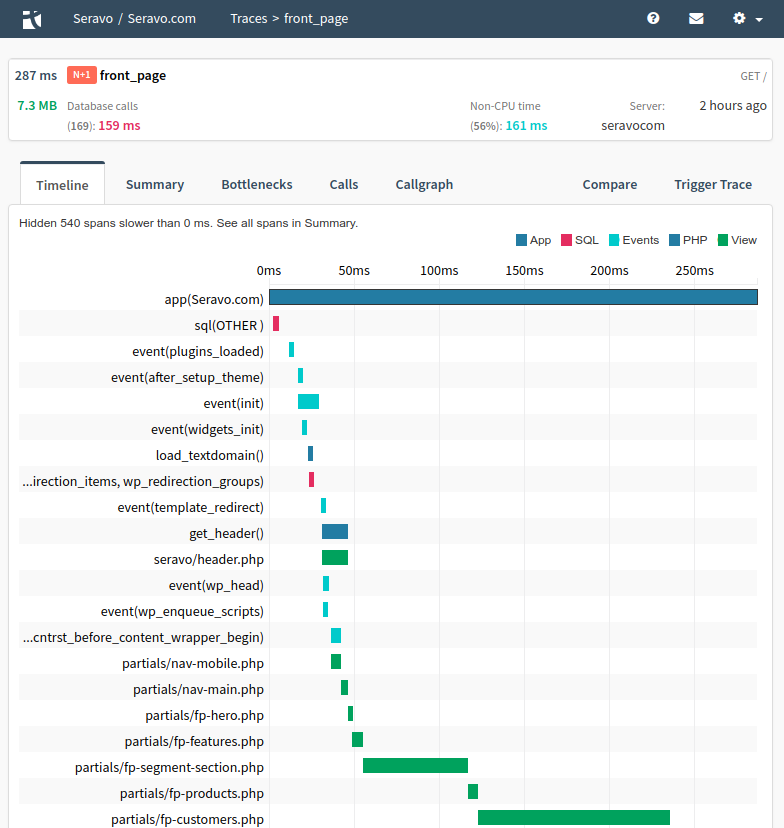 Seravo / Seravo.com Traces > front_page
287 ms N+1 front_page GET /
7.3 MB Database calls Non-CPU time Server: 2 hours ago
(169): 159 ms (56%): 161 ms seravocom
Timeline Summary Bottlenecks Calls Callgraph Compare Trigger Trace
Hidden 540 spans slower than 0 ms. See all spans in Summary.
App SQL Events PHP View
0ms 50ms 100ms 150ms 200ms 250ms
app(Seravo.com)
sql(OTHER )
event(plugins_loaded)
event(after_setup_theme)
event(init)
event(widgets_init)
load_textdomain()
...irection_items, wp_redirection_groups)
event(template_redirect)
get_header()
seravo/header.php
event(wp_head)
event(wp_enqueue_scripts)
...cntrst_before_content_wrapper_begin)
partials/nav-mobile.php
partials/nav-main.php
partials/fp-hero.php
partials/fp-features.php
partials/fp-segment-section.php
partials/fp-products.php
partials/fp-customers.php